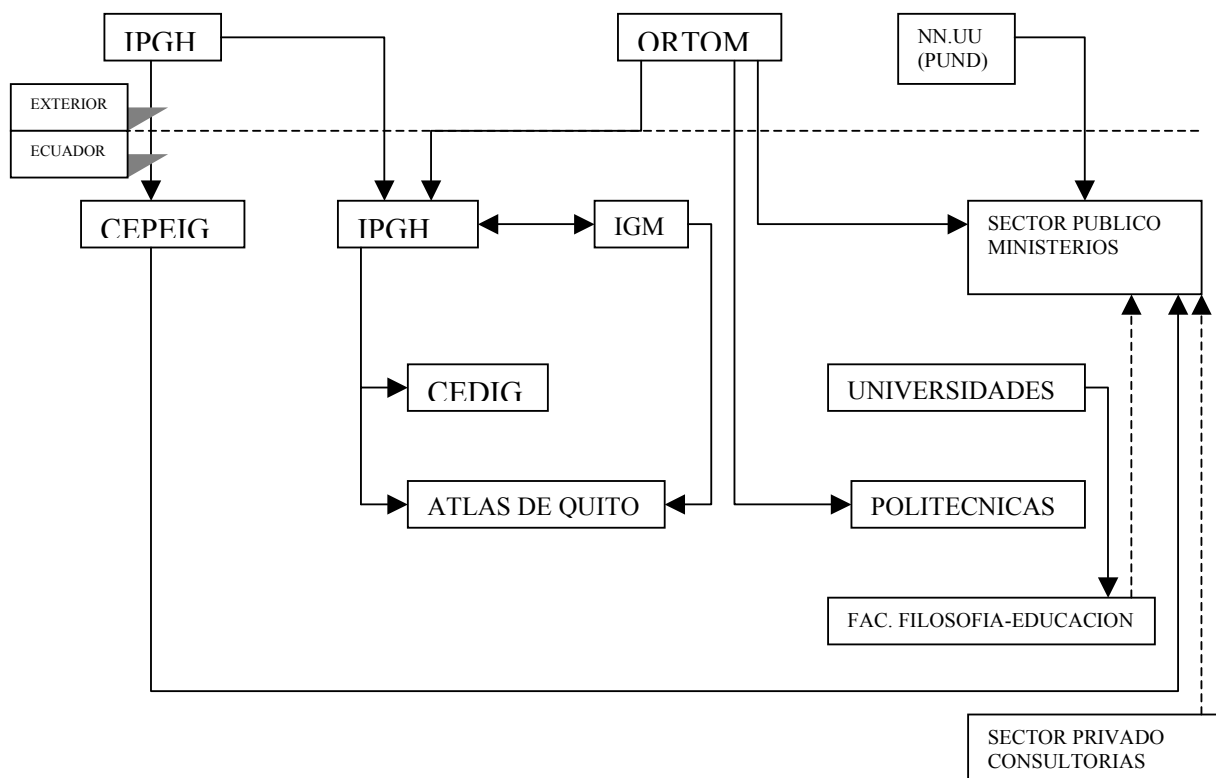 IPGH
ORTOM
NN.UU
(PUND)
EXTERIOR
ECUADOR
CEPEIG
IPGH
IGM
SECTOR PUBLICO
MINISTERIOS
CEDIG
UNIVERSIDADES
ATLAS DE QUITO
POLITECNICAS
FAC. FILOSOFIA-EDUCACION
SECTOR PRIVADO
CONSULTORIAS